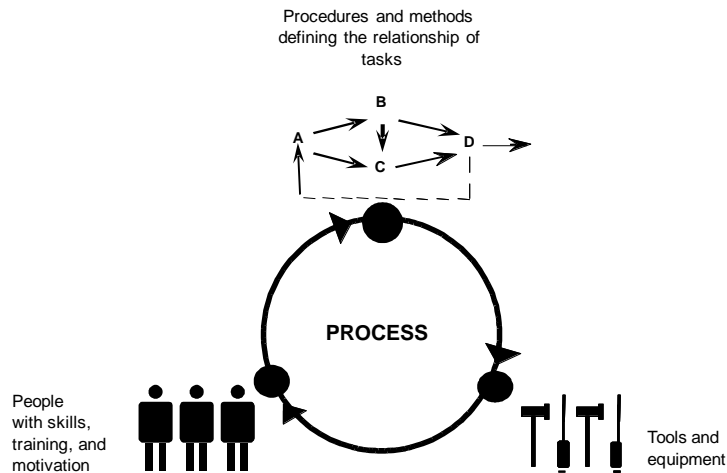 Procedures and methods
defining the relationship of
tasks
B
A
D
C
PROCESS
People
with skills,
training, and
motivation
Tools and
equipment